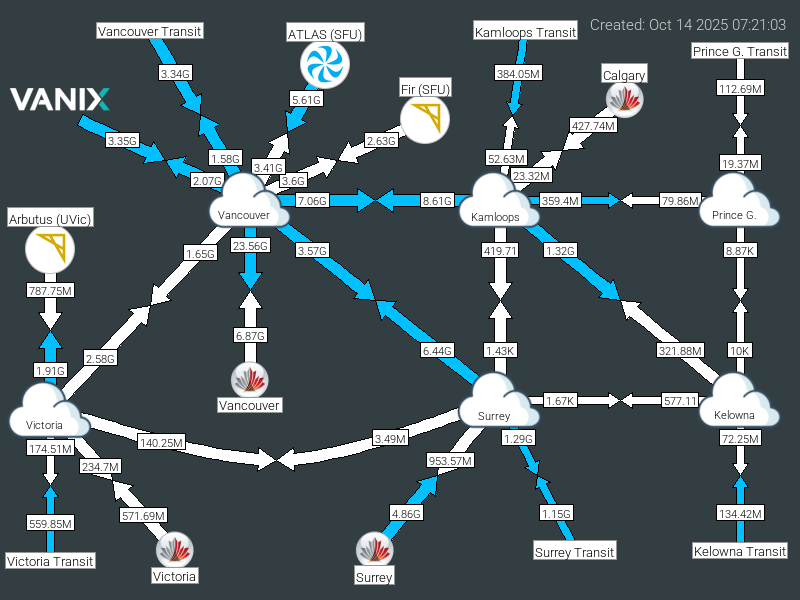 Created: Oct 14 2025 07:21:03
Vancouver Transit
ATLAS (SFU)
Kamloops Transit
Prince G. Transit
3.34G
384.05M
Calgary
112.69M
VANIX
5.61G
Fir (SFU)
427.74M
3.35G
2.63G
1.58G
3.41G
52.63M
19.37M
2.07G
3.6G
23.32M
7.06G
8.61G
359.4M
79.86M
Vancouver
Kamloops
Prince G.
Arbutus (UVic)
1.65G
23.56G
3.57G
419.71
1.32G
8.87K
787.75M
6.87G
2.58G
6.44G
1.43K
321.88M
10K
1.91G
Vancouver
1.67K
577.11
Victoria
Surrey
Kelowna
174.51M
140.25M
3.49M
1.29G
72.25M
234.7M
953.57M
559.85M
571.69M
4.86G
1.15G
134.42M
Victoria Transit
Victoria
Surrey
Surrey Transit
Kelowna Transit